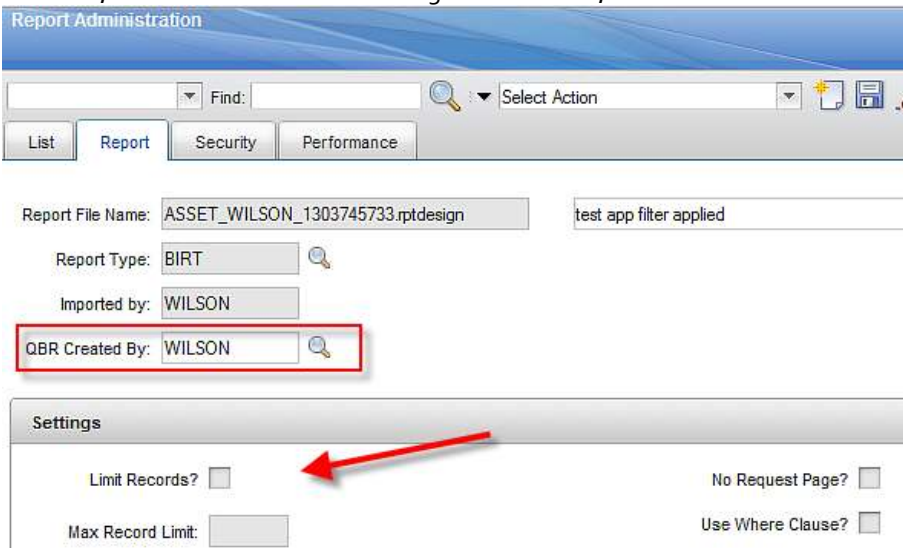 Report Administration
Find: Select Action
List Report Security Performance
Report File Name: ASSET_WILSON_1303745733.rptdesign test app filter applied
Report Type: BIRT
Imported by: WILSON
QBR Created By: WILSON
Settings
Limit Records? No Request Page?
Max Record Limit: Use Where Clause?